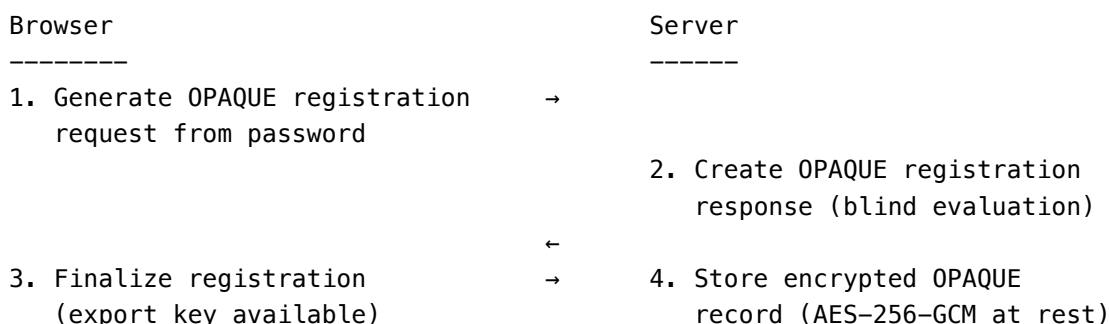 Browser Server
-------- ------
1. Generate OPAQUE registration →
request from password
2. Create OPAQUE registration
response (blind evaluation)
←
3. Finalize registration → 4. Store encrypted OPAQUE
(export key available) record (AES-256-GCM at rest)